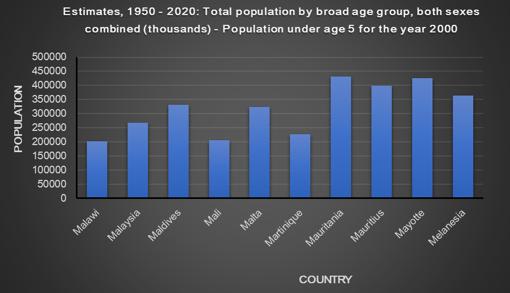 Estimates, 1950 - 2020: Total population by broad age group, both sexes
combined (thousands) - Population under age 5 for the year 2000
POPULATION
500000
450000
400000
350000
300000
250000
200000
150000
100000
50000
0
Malawi
Malaysia
Maldives
Mali
Malta
Martinique
Mauritania
Mauritius
Mayotte
Melanesia
COUNTRY